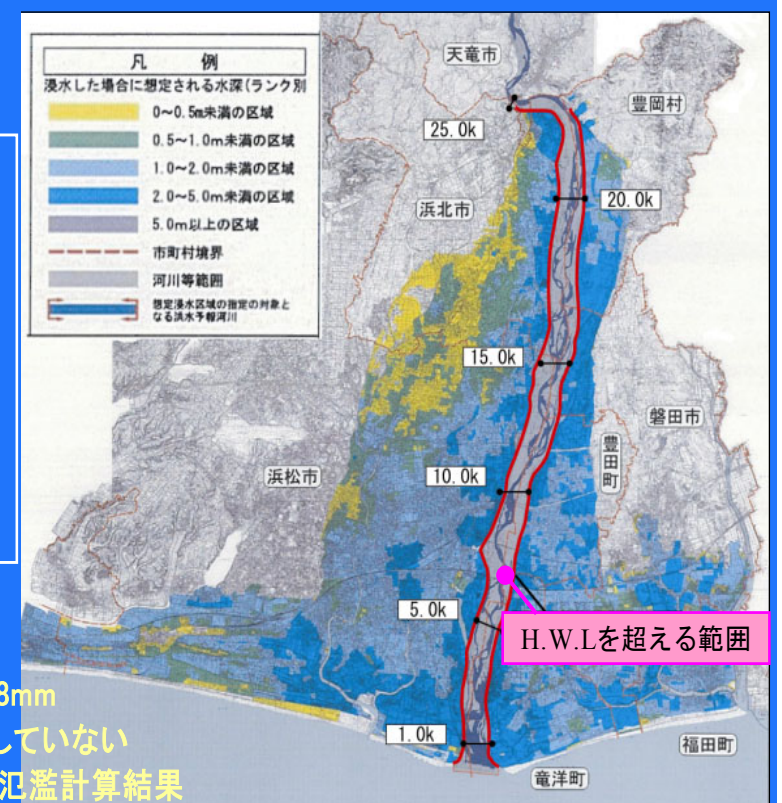 凡 例
浸水した場合に想定される水深(ランク別
0~0.5m未満の区域
0.5~1.0m未満の区域
1.0~2.0m未満の区域
2.0~5.0m未満の区域
5.0m以上の区域
市町村境界
河川等範囲
想定浸水区域の指定の対象と
なる洪水予報河川
天竜市
豊岡村
25.0k
20.0k
浜北市
15.0k
磐田市
豊田町
浜松市
10.0k
5.0k
H.W.Lを超える範囲
1.0k
福田町
竜洋町
8mm
していない
氾濫計算結果